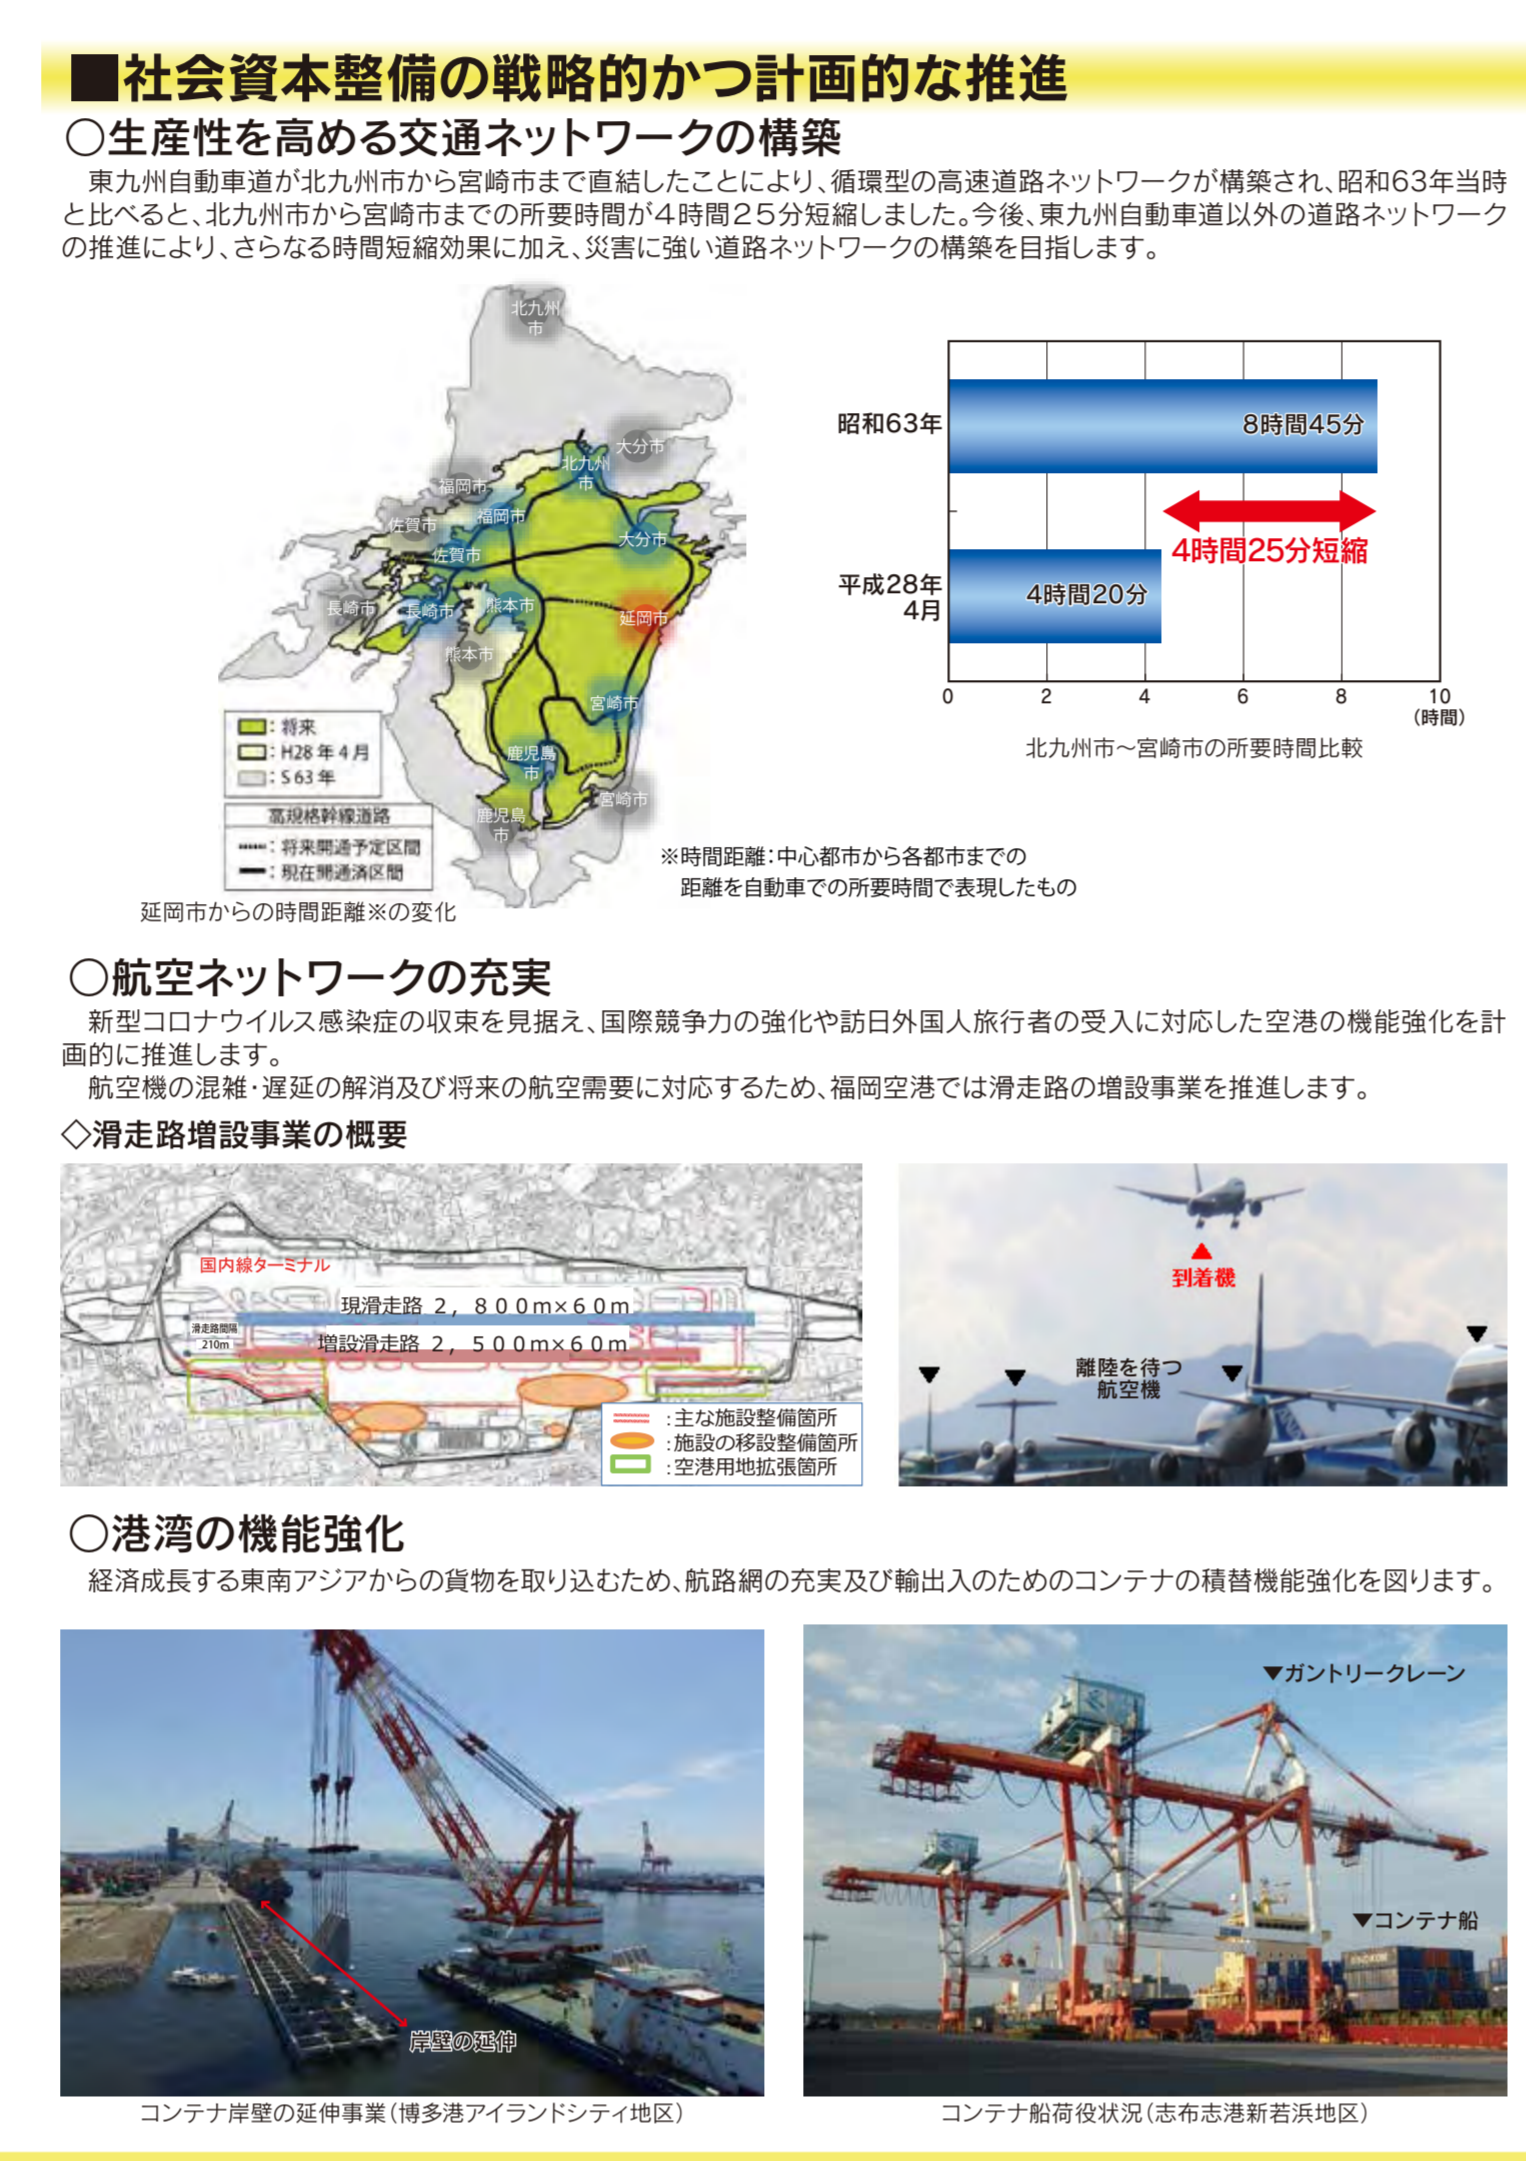 ■社会資本整備の戦略的かつ計画的な推進
○生産性を高める交通ネットワークの構築
東九州自動車道が北九州市から宮崎市まで直結したことにより、循環型の高速道路ネットワークが構築され、昭和63年当時
と比べると、北九州市から宮崎市までの所要時間が4時間25分短縮しました。今後、東九州自動車道以外の道路ネットワーク
の推進により、さらなる時間短縮効果に加え、災害に強い道路ネットワークの構築を目指します。
北九州
市
大分市
北九州
市
福岡市
福岡市
佐賀市
大分市
佐賀市
長崎市
長崎市
熊本市
延岡市
熊本市
宮崎市
鹿児島
市
宮崎市
鹿児島
市
：将来
：H28年4月
：S63年
高規格幹線道路
：将来開通予定区間
：現在開通済区間
延岡市からの時間距離※の変化
※時間距離：中心都市から各都市までの
距離を自動車での所要時間で表現したもの
昭和63年
8時間45分
4時間25分短縮
平成28年
4月
4時間20分
0 2 4 6 8 10
（時間）
北九州市～宮崎市の所要時間比較
○航空ネットワークの充実
新型コロナウイルス感染症の収束を見据え、国際競争力の強化や訪日外国人旅行者の受入に対応した空港の機能強化を計
画的に推進します。
航空機の混雑・遅延の解消及び将来の航空需要に対応するため、福岡空港では滑走路の増設事業を推進します。
◇滑走路増設事業の概要
国内線ターミナル
現滑走路 2，800m×60m
滑走路間隔
210m
増設滑走路 2，500m×60m
：主な施設整備箇所
：施設の移設整備箇所
：空港用地拡張箇所
▲
到着機
▼ ▼ ▼ ▼
離陸を待つ
航空機
○港湾の機能強化
経済成長する東南アジアからの貨物を取り込むため、航路網の充実及び輸出入のためのコンテナの積替機能強化を図ります。
岸壁の延伸
コンテナ岸壁の延伸事業（博多港アイランドシティ地区）
▼ガントリークレーン
▼コンテナ船
コンテナ船荷役状況（志布志港新若浜地区）